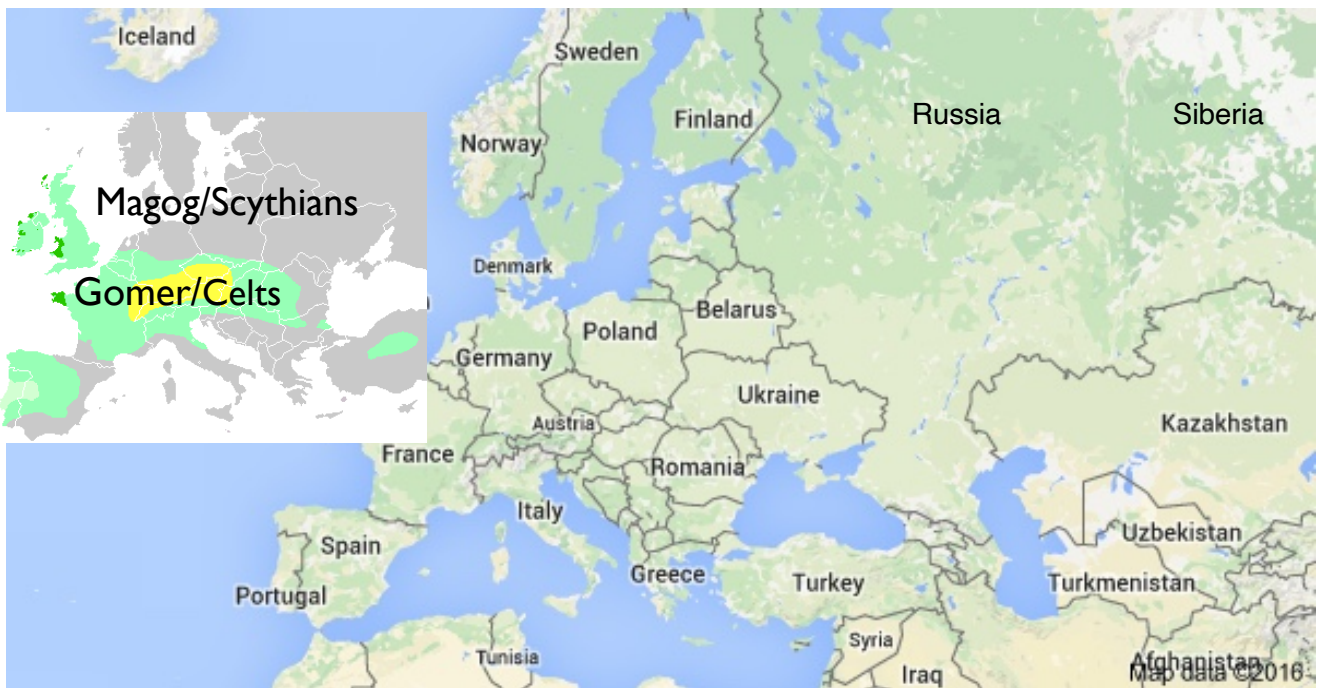 Iceland
Sweden
Finland
Russia
Siberia
Norway
Magog/Scythians
Denmark
Gomer/Celts
Belarus
Poland
Germany
Ukraine
Austria
Kazakhstan
France
Romania
Italy
Uzbekistan
Spain
Greece
Turkey
Turkmenistan
Portugal
Syria
Tunisia
Afghanistan
Iraq
Map data ©2016